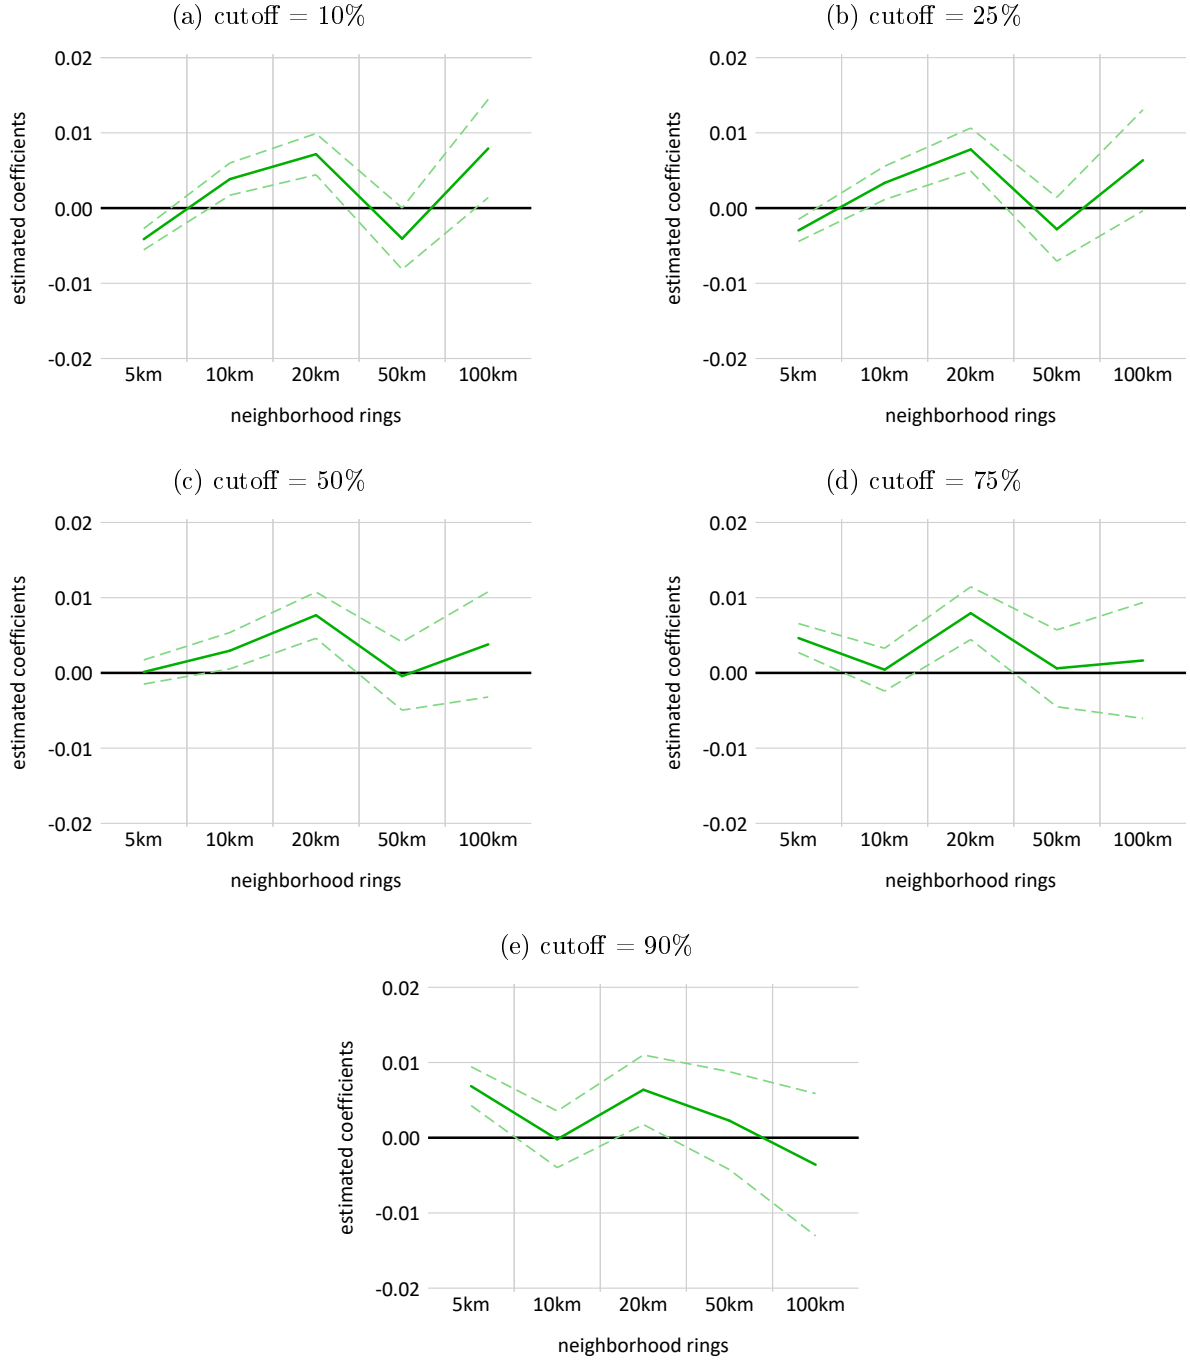 (a) cutoff = 10%
0.02
0.01
0.00
-0.01
-0.02
estimated coefficients
5km 10km 20km 50km 100km
neighborhood rings
(b) cutoff = 25%
0.02
0.01
0.00
-0.01
-0.02
estimated coefficients
5km 10km 20km 50km 100km
neighborhood rings
(c) cutoff = 50%
0.02
0.01
0.00
-0.01
-0.02
estimated coefficients
5km 10km 20km 50km 100km
neighborhood rings
(d) cutoff = 75%
0.02
0.01
0.00
-0.01
-0.02
estimated coefficients
5km 10km 20km 50km 100km
neighborhood rings
(e) cutoff = 90%
0.02
0.01
0.00
-0.01
-0.02
estimated coefficients
5km 10km 20km 50km 100km
neighborhood rings